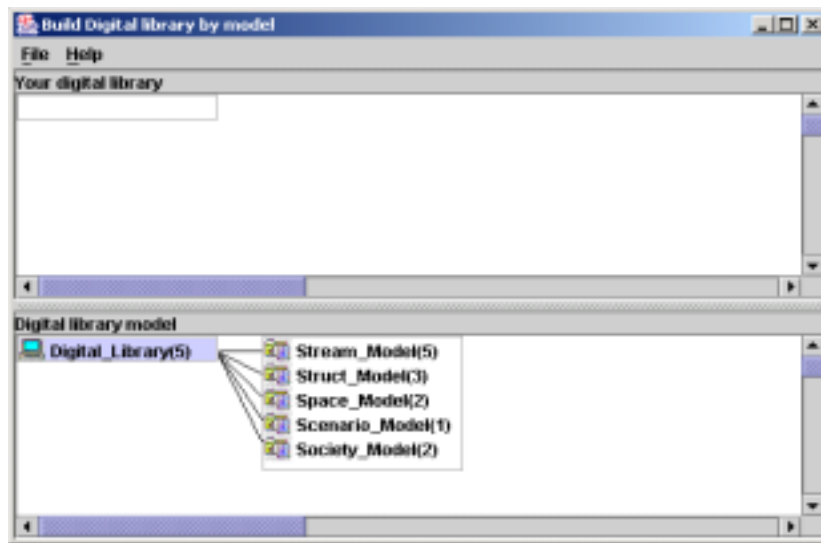 Build Digital library by model
File Help
Your digital library
Digital library model
Digital_Library(5)
Stream_Model(5)
Struct_Model(3)
Space_Model(2)
Scenario_Model(1)
Society_Model(2)